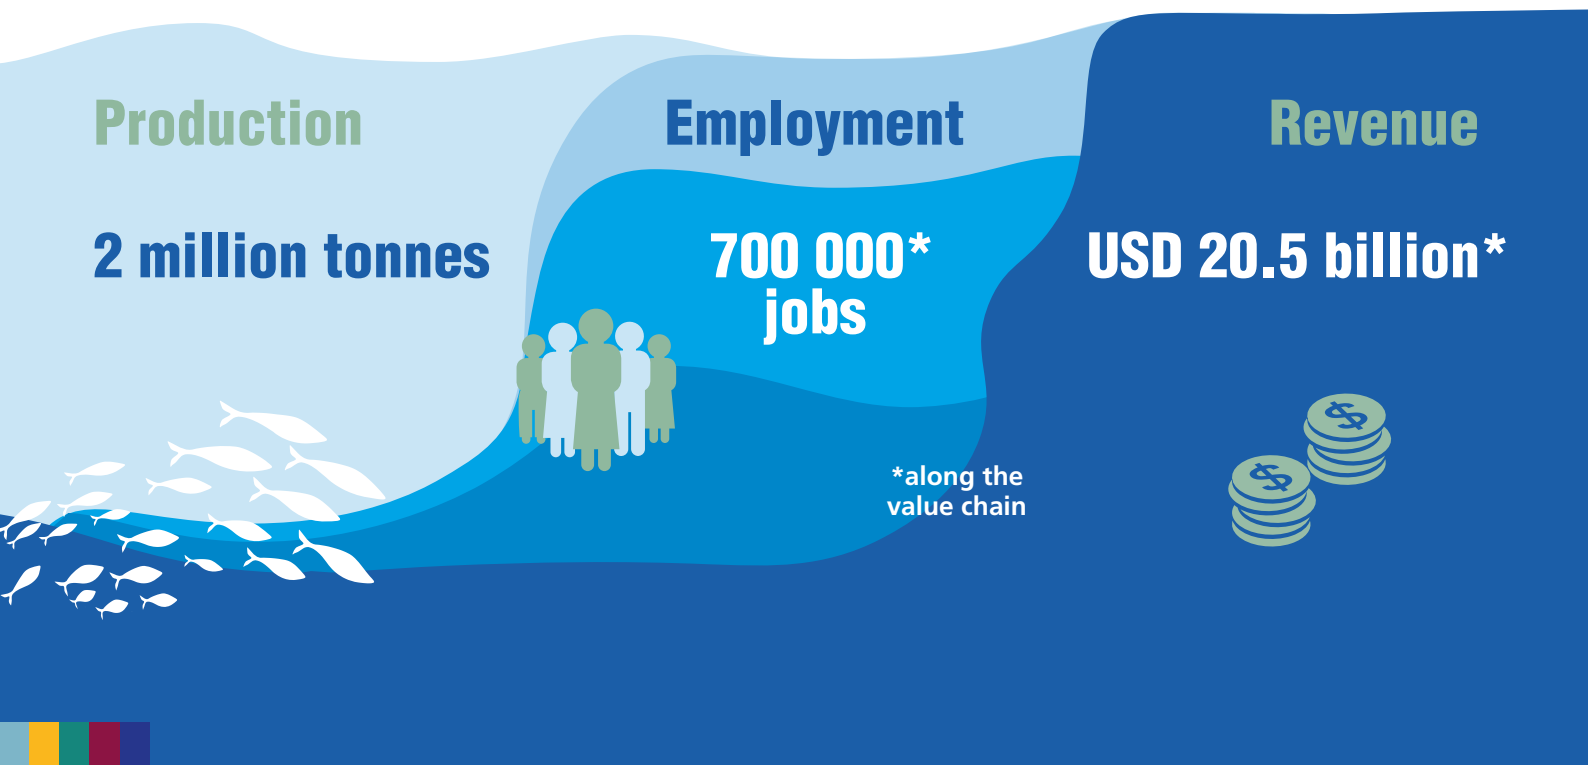 Production
2 million tonnes
Employment
700 000*
jobs
Revenue
USD 20.5 billion*
*along the
value chain
$
$